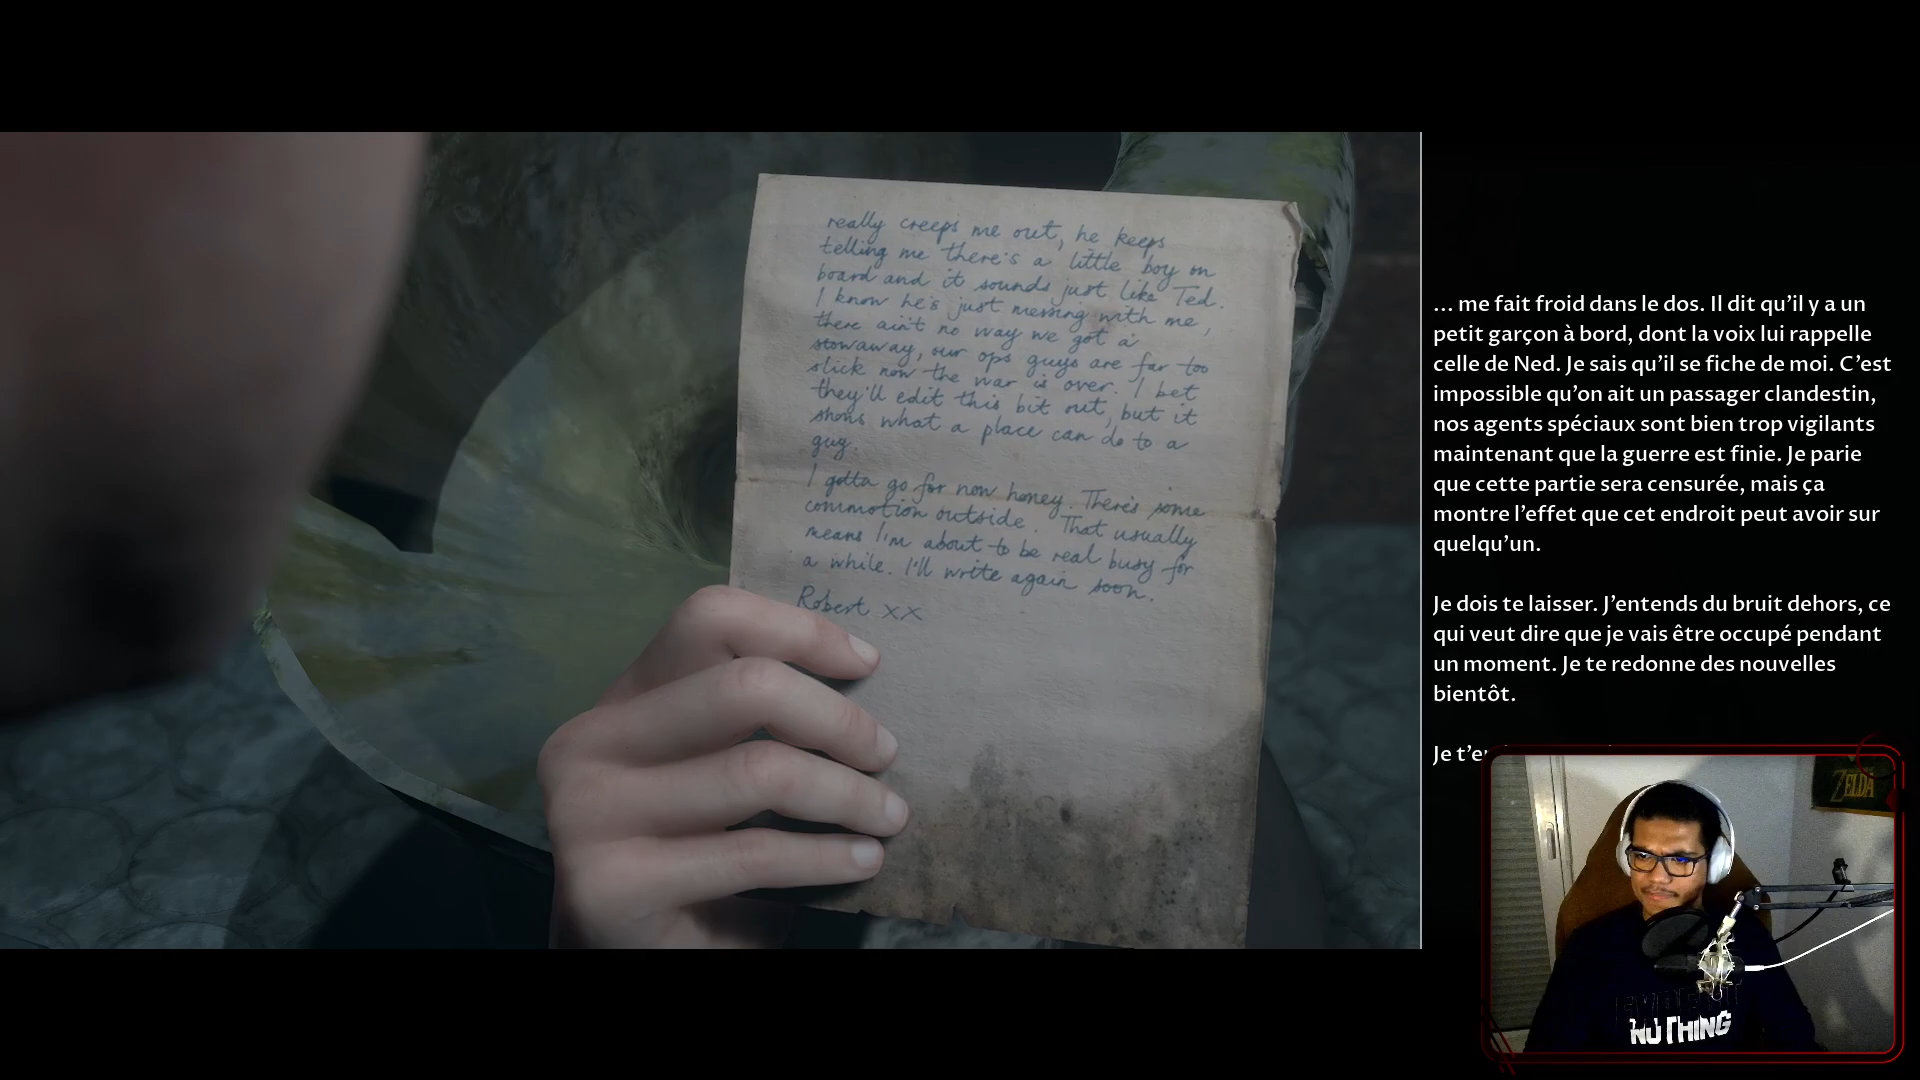 really creeps me out, he keeps
telling me there's a little boy on
board and it sounds just like Ted.
I know he's just messing with me,
there ain't no way we got a
stowaway, our ops guys are far too
slick now the war is over. I bet
they'll edit this bit out, but it
shows what a place can do to a
guy.
I gotta go for now honey. There's some
commotion outside. That usually
means I'm about to be real busy for
a while. I'll write again soon.
Robert xx
... me fait froid dans le dos. Il dit qu'il y a un
petit garçon à bord, dont la voix lui rappelle
celle de Ned. Je sais qu'il se fiche de moi. C'est
impossible qu'on ait un passager clandestin,
nos agents spéciaux sont bien trop vigilants
maintenant que la guerre est finie. Je parie
que cette partie sera censurée, mais ça
montre l'effet que cet endroit peut avoir sur
quelqu'un.
Je dois te laisser. J'entends du bruit dehors, ce
qui veut dire que je vais être occupé pendant
un moment. Je te redonne des nouvelles
bientôt.
Je
ZELDA
NOTHING